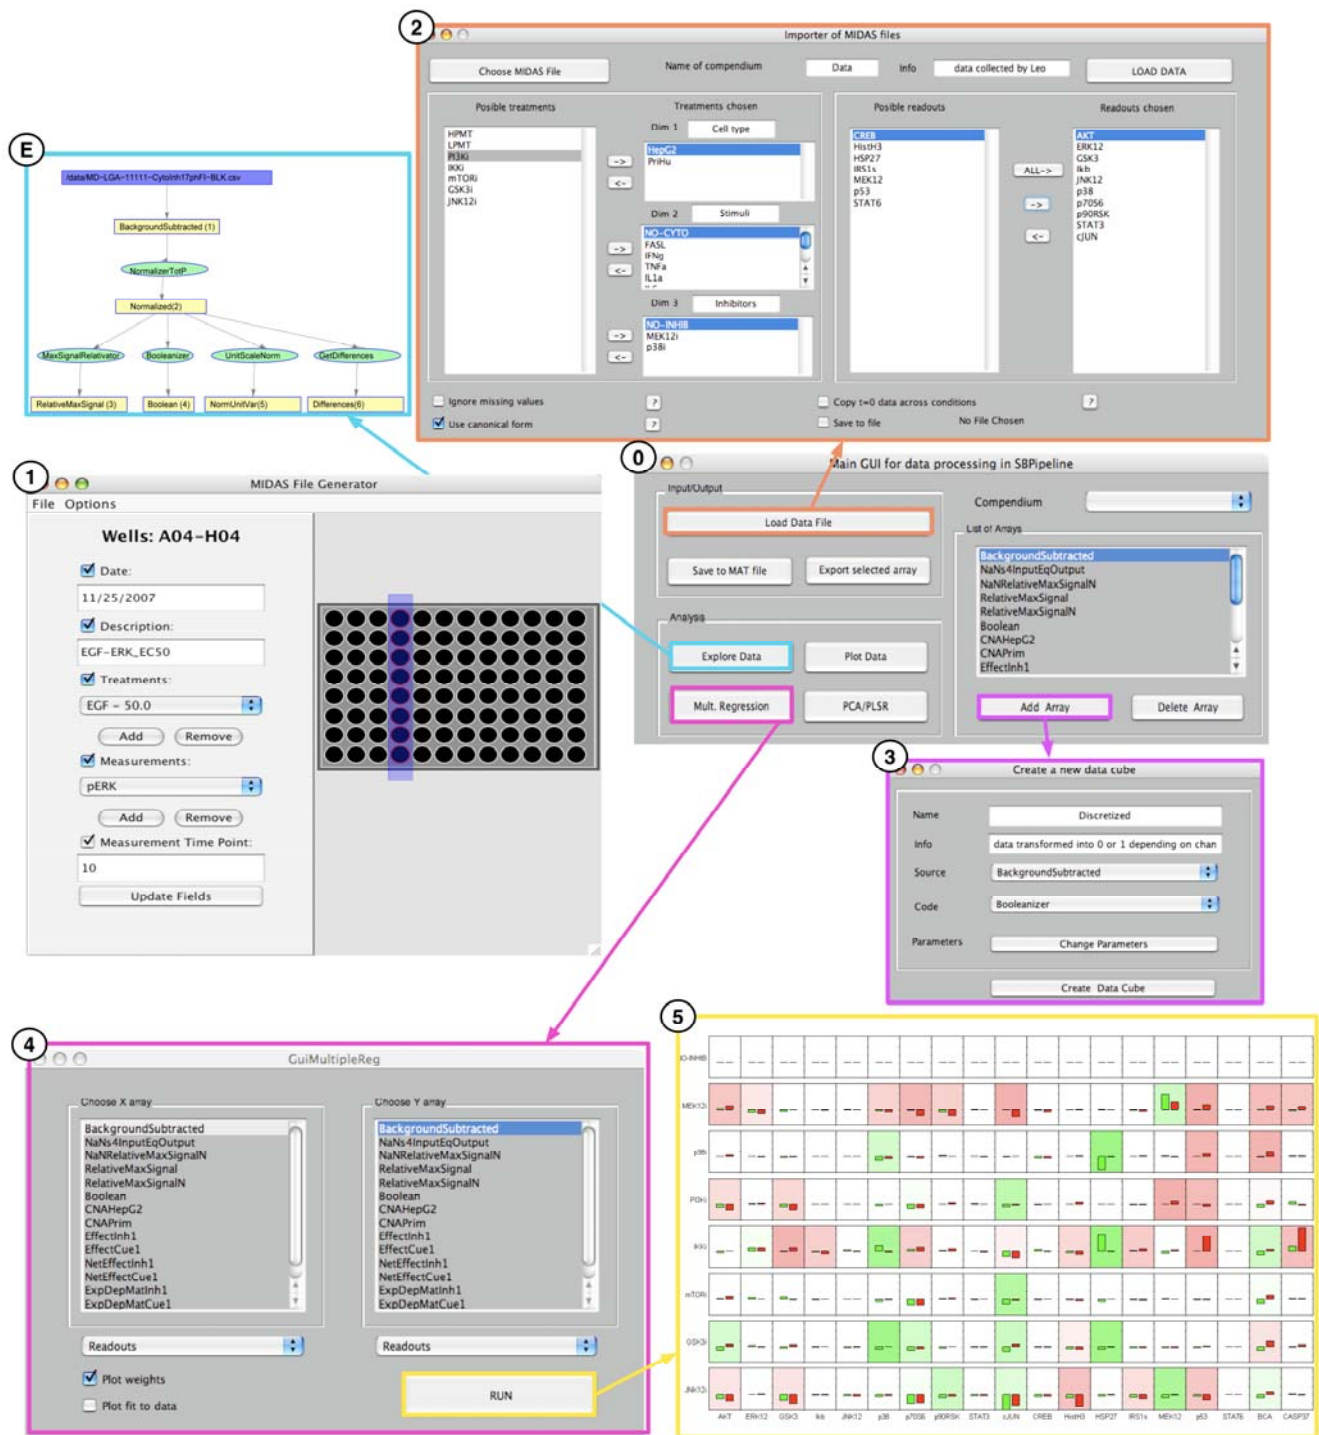 2
Importer of MIDAS files
Choose MIDAS File
Name of compendium
Data
Info
data collected by Leo
LOAD DATA
Posible treatments
HPMT
LPMT
PI3Ki
IKKi
mTORi
GSK3i
JNK12i
Treatments chosen
Dim 1
Cell type
HepG2
PriHu
->
<-
Dim 2
Stimuli
NO-CYTO
FASL
IFNg
TNFa
IL1a
->
<-
Dim 3
Inhibitors
NO-INHIB
MEK12i
p38i
->
<-
Posible readouts
CREB
HistH3
HSP27
IRS1s
MEK12
p53
STAT6
ALL->
->
<-
Readouts chosen
AKT
ERK12
GSK3
Ikb
JNK12
p38
p70S6
p90RSK
STAT3
cJUN
Ignore missing values
?
Copy t=0 data across conditions
?
Use canonical form
?
Save to file
No File Chosen
E
/data/MD-LGA-11111-CytoInh17phFI-BLK.csv
BackgroundSubtracted (1)
NormalizerTotP
Normalized(2)
MaxSignalRelativator
Booleanizer
UnitScaleNorm
GetDifferences
RelativeMaxSignal (3)
Boolean (4)
NormUnitVar(5)
Differences(6)
1
MIDAS File Generator
File Options
Wells: A04-H04
Date:
11/25/2007
Description:
EGF-ERK_EC50
Treatments:
EGF - 50.0
Add
Remove
Measurements:
pERK
Add
Remove
Measurement Time Point:
10
Update Fields
0
Main GUI for data processing in SBPipeline
Input/Output
Load Data File
Save to MAT file
Export selected array
Analysis
Explore Data
Plot Data
Mult. Regression
PCA/PLSR
Compendium
List of Arrays
BackgroundSubtracted
NaNs4InputEqOutput
NaNRelativeMaxSignalN
RelativeMaxSignal
RelativeMaxSignalN
Boolean
CNAHepG2
CNAPrim
EffectInh1
Add Array
Delete Array
3
Create a new data cube
Name
Discretized
Info
data transformed into 0 or 1 depending on chan
Source
BackgroundSubtracted
Code
Booleanizer
Parameters
Change Parameters
Create Data Cube
4
GuiMultipleReg
Choose X array
BackgroundSubtracted
NaNs4InputEqOutput
NaNRelativeMaxSignalN
RelativeMaxSignal
RelativeMaxSignalN
Boolean
CNAHepG2
CNAPrim
EffectInh1
EffectCue1
NetEffectInh1
NetEffectCue1
ExpDepMatInh1
ExpDepMatCue1
Readouts
Choose Y array
BackgroundSubtracted
NaNs4InputEqOutput
NaNRelativeMaxSignalN
RelativeMaxSignal
RelativeMaxSignalN
Boolean
CNAHepG2
CNAPrim
EffectInh1
EffectCue1
NetEffectInh1
NetEffectCue1
ExpDepMatInh1
ExpDepMatCue1
Readouts
Plot weights
Plot fit to data
RUN
5
NO-INHIB
MEK12i
p38i
PI3Ki
IKKi
mTORi
GSK3i
JNK12i
AKT ERK12 GSK3 Ikb JNK12 p38 p70S6 p90RSK STAT3 cJUN CREB HistH3 HSP27 IRS1s MEK12 p53 STAT6 BCA CASP37